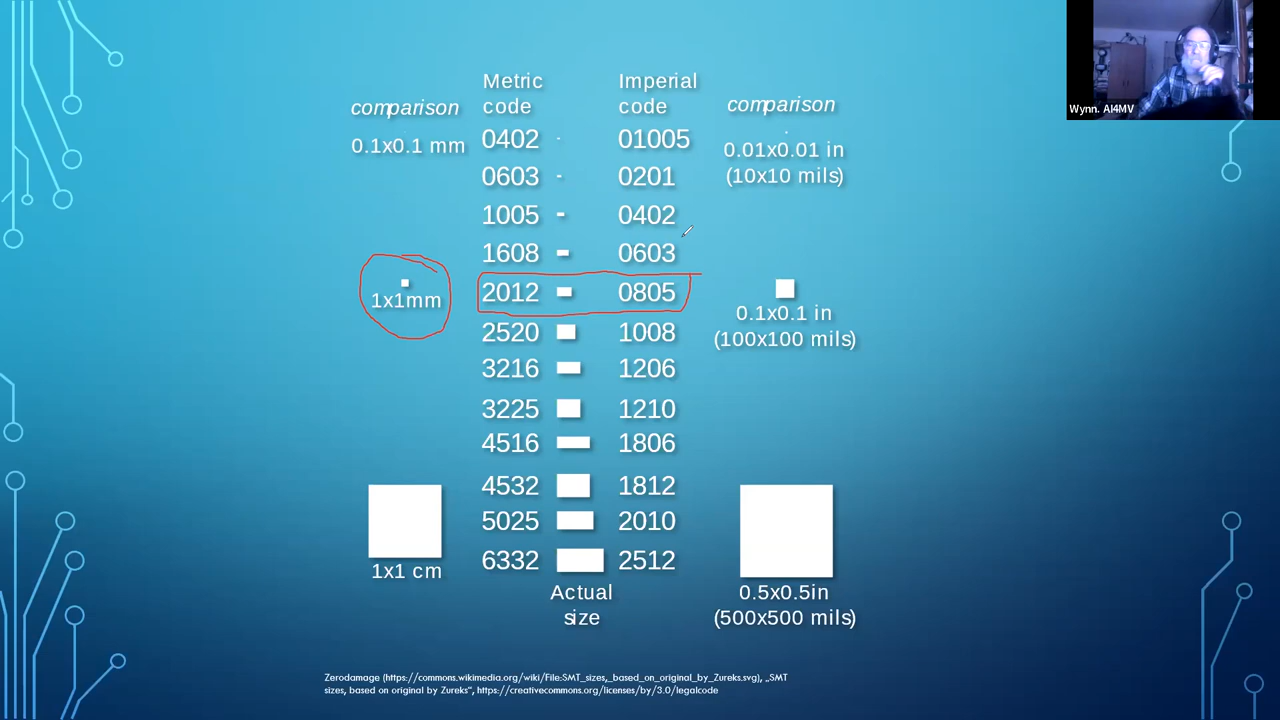 Metric Imperial
comparison code code comparison
0.1x0.1 mm 0402 01005 0.01x0.01 in
0603 0201 (10x10 mils)
1005 0402
1608 0603
1x1mm 2012 0805 0.1x0.1 in
2520 1008 (100x100 mils)
3216 1206
3225 1210
4516 1806
4532 1812
5025 2010
6332 2512
1x1 cm
Actual 0.5x0.5in
size (500x500 mils)
Zerodamage (https://commons.wikimedia.org/wiki/File:SMT_sizes,_based_on_original_by_Zureks.svg), „SMT
sizes, based on original by Zureks“, https://creativecommons.org/licenses/by/3.0/legalcode
Wynn. AI4MV